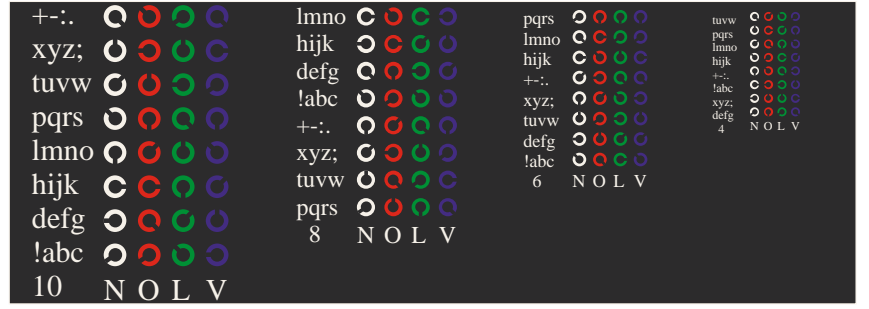 +-:.
xyz;
tuvw
pqrs
lmno
hijk
defg
!abc
10 N O L V
lmno
hijk
defg
!abc
+-:.
xyz;
tuvw
pqrs
8 N O L V
pqrs
lmno
hijk
+-:.
xyz;
tuvw
defg
!abc
6 N O L V
tuvw
pqrs
lmno
hijk
+-:.
!abc
xyz;
defg
4 N O L V